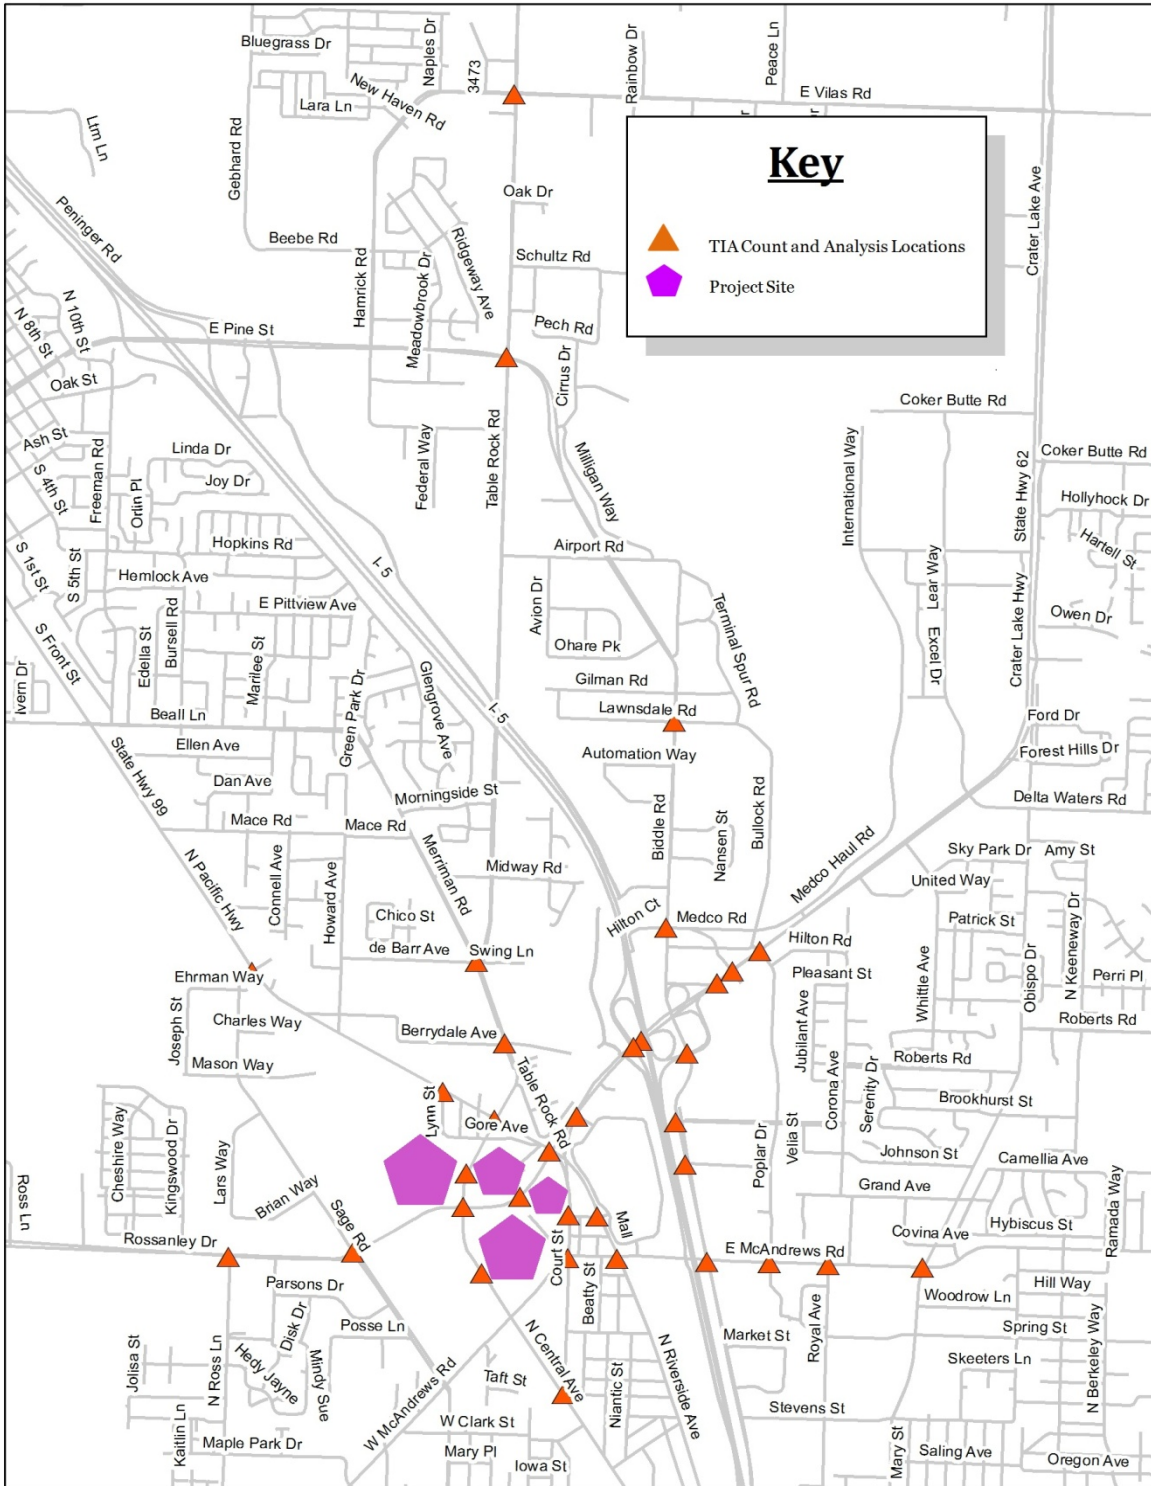 Bluegrass Dr
Naples Dr
3473
Rainbow Dr
Peace Ln
E Vilas Rd
Lara Ln
New Haven Rd
Ltm Ln
Gebhard Rd
Key
TIA Count and Analysis Locations
Project Site
Oak Dr
Crater Lake Ave
Peninger Rd
Beebe Rd
Hamrick Rd
Meadowbrook Dr
Ridgeway Ave
Schultz Rd
N 10th St
N 8th St
E Pine St
Pech Rd
Cirrus Dr
Oak St
Coker Butte Rd
Ash St
Freeman Rd
Linda Dr
Federal Way
Table Rock Rd
Milligan Way
International Way
State Hwy 62
Coker Butte Rd
S 4th St
Orlin Pl
Joy Dr
Hollyhock Dr
Hopkins Rd
I- 5
Airport Rd
Hartell St
S 1st St
S 5th St
Hemlock Ave
Lear Way
Crater Lake Hwy
E Pittview Ave
Avion Dr
Terminal Spur Rd
Owen Dr
S Front St
Edella St
Bursell Rd
Marilee St
Ohare Pk
Excel Dr
Ivern Dr
Green Park Dr
Glengrove Ave
Gilman Rd
I- 5
Lawnsdale Rd
Beall Ln
Ford Dr
Ellen Ave
Automation Way
Forest Hills Dr
State Hwy 99
Dan Ave
Morningside St
Delta Waters Rd
Mace Rd
Mace Rd
Biddle Rd
Nansen St
Bullock Rd
N Pacific Hwy
Connell Ave
Howard Ave
Merriman Rd
Midway Rd
Medco Haul Rd
Sky Park Dr
Amy St
United Way
Chico St
Hilton Ct
Medco Rd
Patrick St
de Barr Ave
Swing Ln
Hilton Rd
Whittle Ave
Obispo Dr
N Keeneway Dr
Ehrman Way
Pleasant St
Perri Pl
Joseph St
Charles Way
Berrydale Ave
Jubilant Ave
Roberts Rd
Mason Way
Table Rock Rd
Corona Ave
Serenity Dr
Roberts Rd
Brookhurst St
Lynn St
Gore Ave
Cheshire Way
Kingswood Dr
Lars Way
Poplar Dr
Velia St
Johnson St
Camellia Ave
Ross Ln
Brian Way
Grand Ave
Ramada Way
Sage Rd
Mall
Hybiscus St
Covina Ave
Rossanley Dr
Court St
E McAndrews Rd
Parsons Dr
Beatty St
Hill Way
Woodrow Ln
Disk Dr
Posse Ln
N Central Ave
N Riverside Ave
Market St
Royal Ave
Spring St
N Berkeley Way
Jolisa St
N Ross Ln
Hedy Jayne
Mindy Sue
Taft St
Niantic St
Skeeters Ln
W McAndrews Rd
W Clark St
Stevens St
Kaitlin Ln
Maple Park Dr
Mary Pl
Iowa St
Mary St
Saling Ave
Oregon Ave